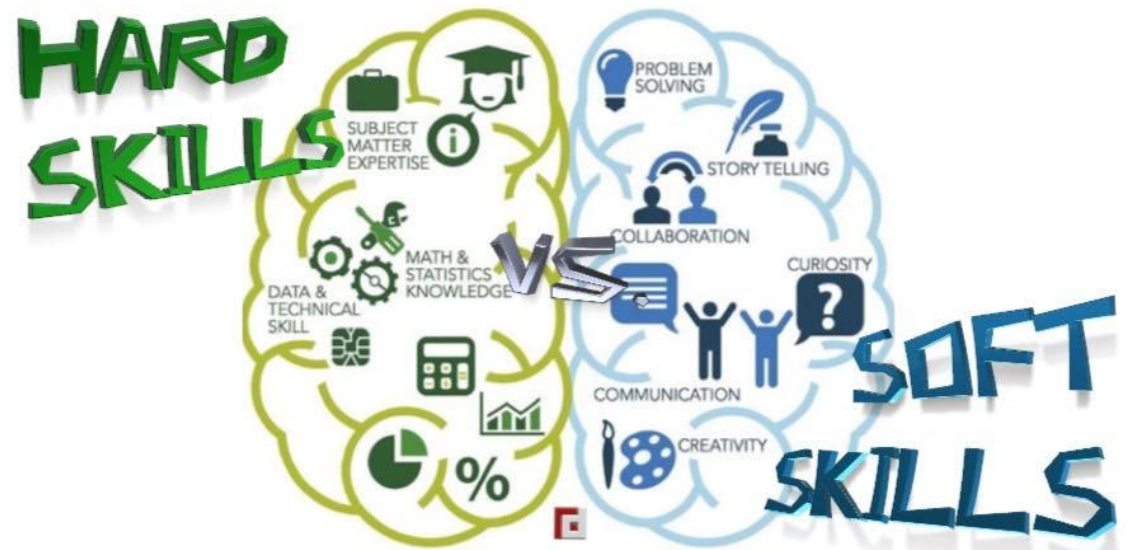 HARD
SKILLS
SUBJECT
MATTER
EXPERTISE
i
MATH &
STATISTICS
KNOWLEDGE
DATA &
TECHNICAL
SKILL
%
VS.
PROBLEM
SOLVING
STORY TELLING
COLLABORATION
CURIOSITY
?
COMMUNICATION
CREATIVITY
SOFT
SKILLS